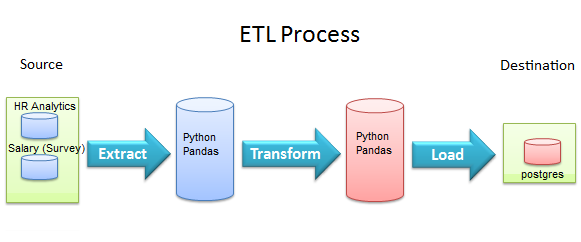 ETL Process
Source
Destination
HR Analytics
Salary (Survey)
Extract
Python
Pandas
Transform
Python
Pandas
Load
postgres